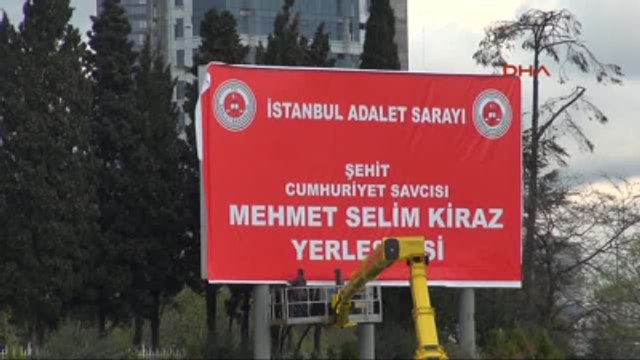 DHA
İSTANBUL ADALET SARAYI
ŞEHİT
CUMHURİYET SAVCISI
MEHMET SELİM KİRAZ